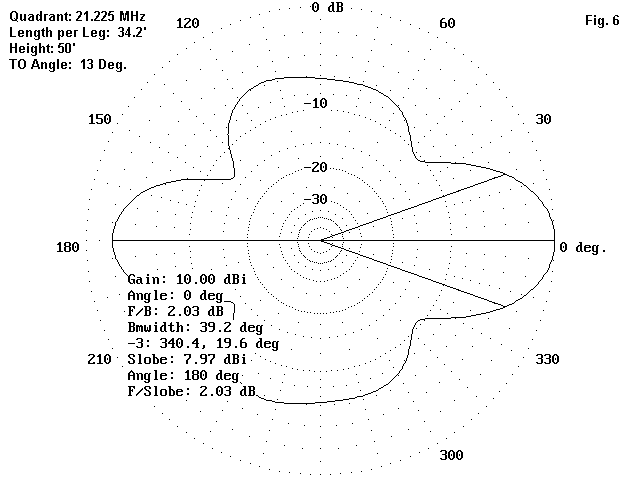 Quadrant: 21.225 MHz
Length per Leg: 34.2'
Height: 50'
TO Angle: 13 Deg.
0 dB
Fig. 6
120
60
-10
150
30
-20
-30
180
0 deg.
Gain: 10.00 dBi
Angle: 0 deg
F/B: 2.03 dB
Bmwidth: 39.2 deg
-3: 340.4, 19.6 deg
Slobe: 7.97 dBi
Angle: 180 deg
F/Slobe: 2.03 dB
210
330
300